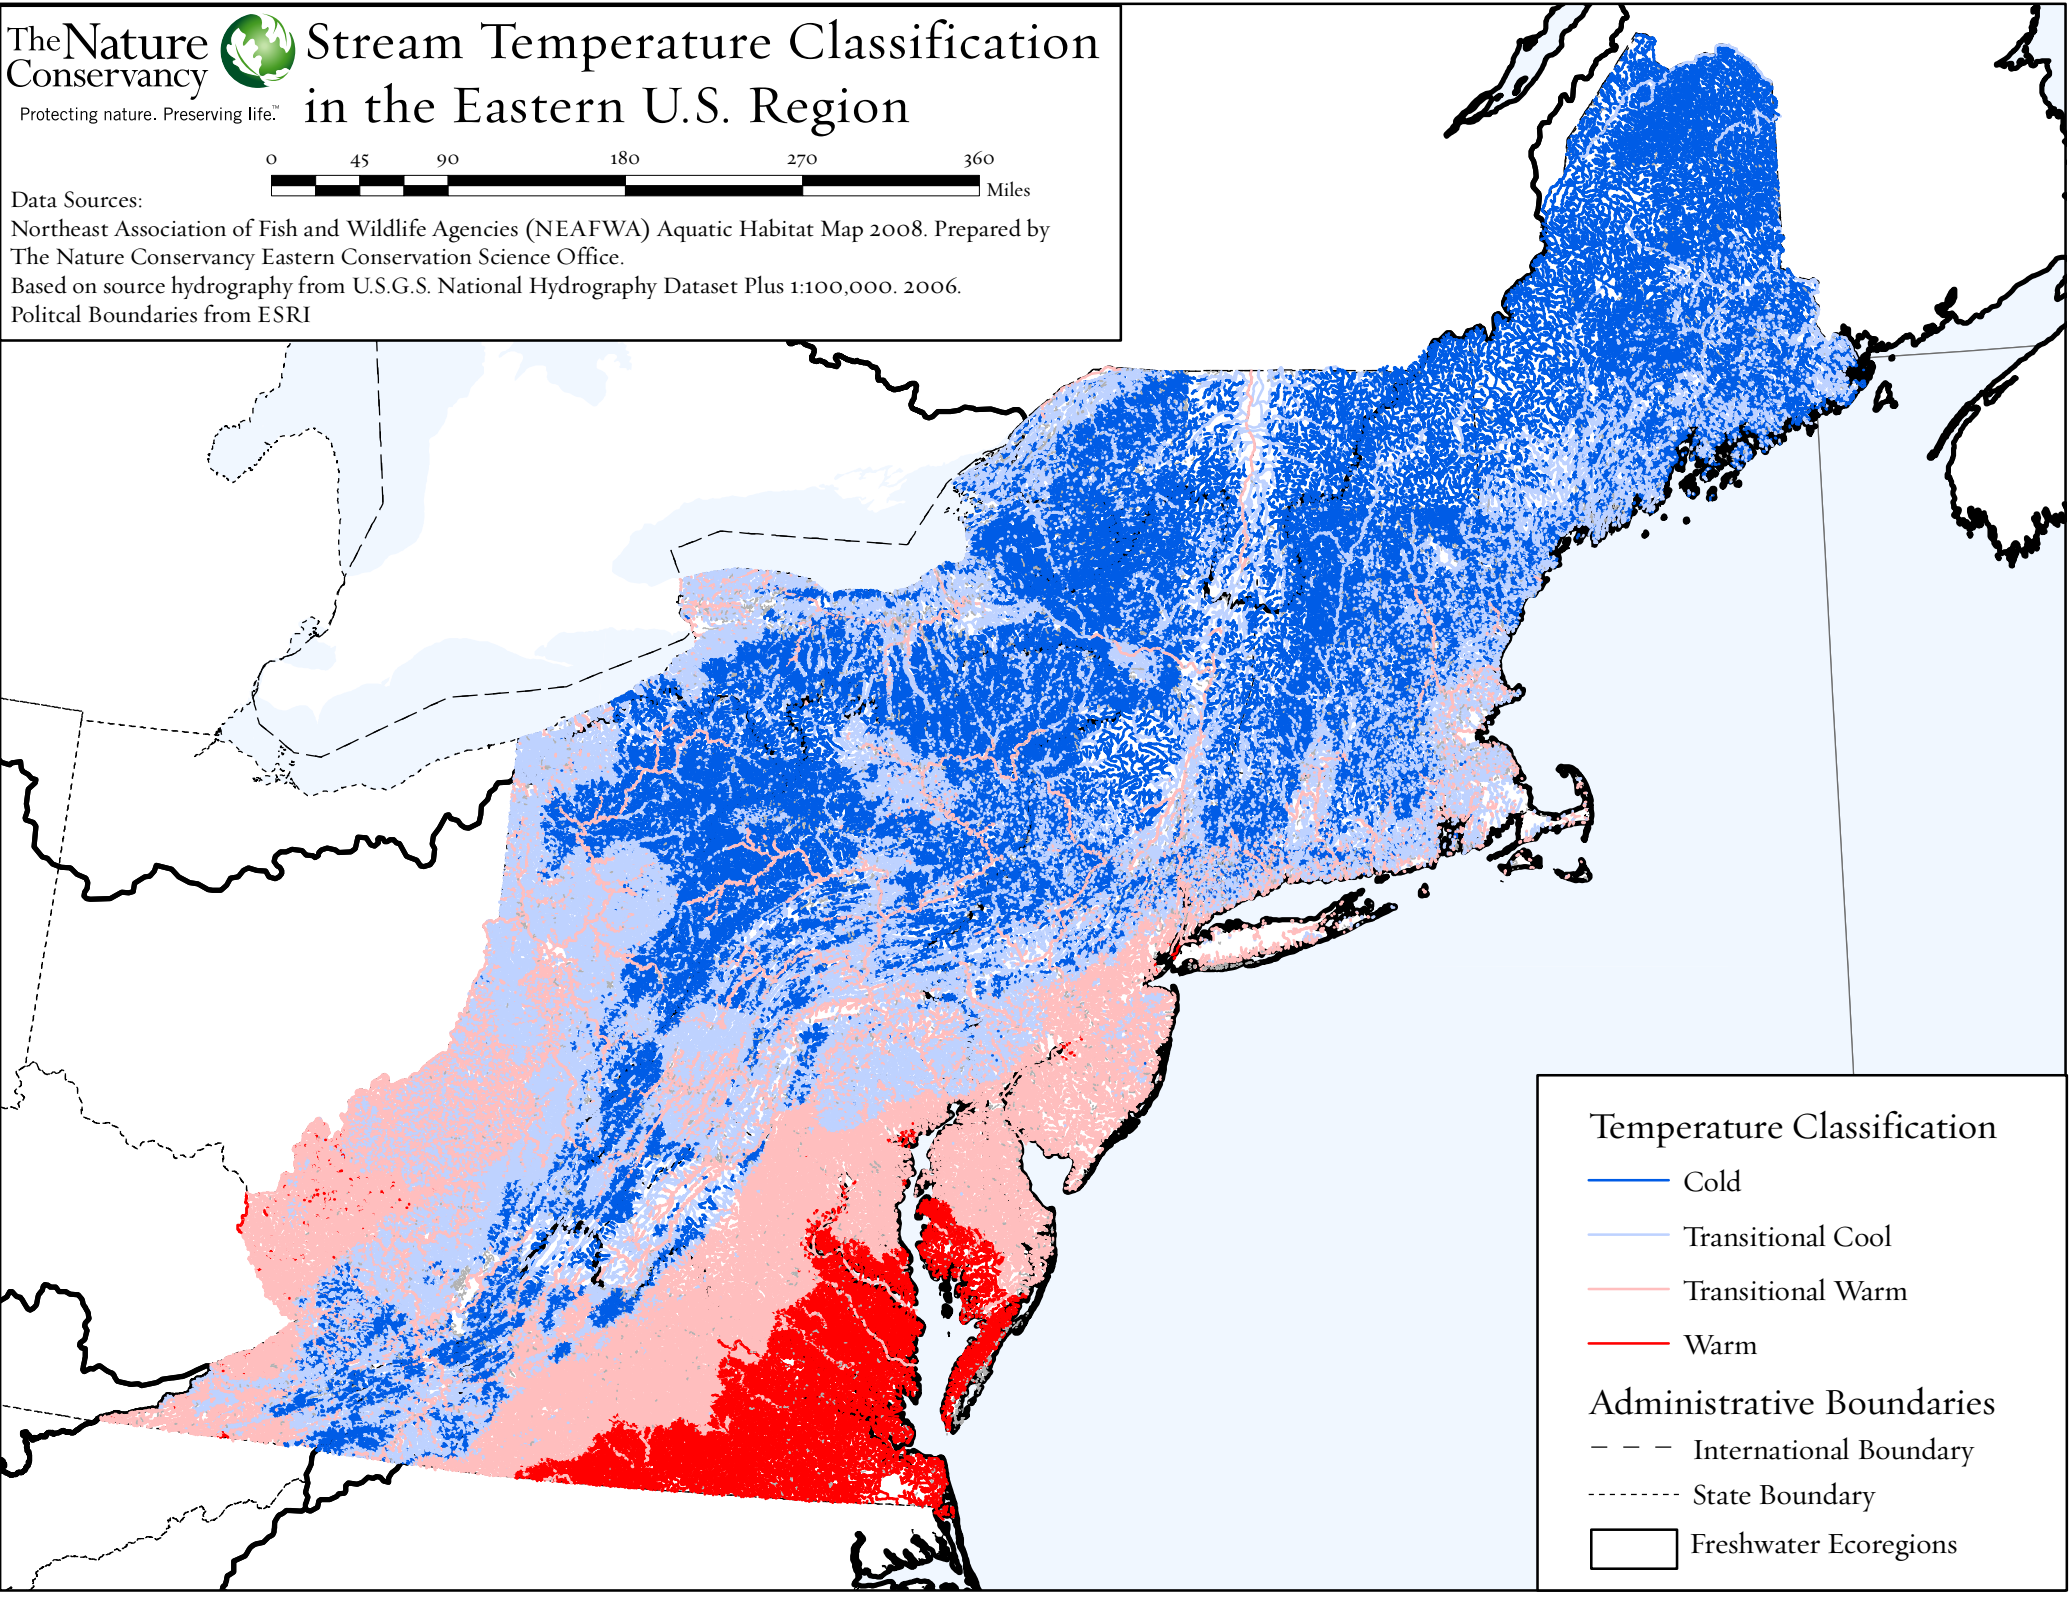 The Nature
Conservancy
Protecting nature. Preserving life.™
Stream Temperature Classification
in the Eastern U.S. Region
0 45 90 180 270 360
Miles
Data Sources:
Northeast Association of Fish and Wildlife Agencies (NEAFWA) Aquatic Habitat Map 2008. Prepared by
The Nature Conservancy Eastern Conservation Science Office.
Based on source hydrography from U.S.G.S. National Hydrography Dataset Plus 1:100,000. 2006.
Politcal Boundaries from ESRI
Temperature Classification
Cold
Transitional Cool
Transitional Warm
Warm
Administrative Boundaries
International Boundary
State Boundary
Freshwater Ecoregions